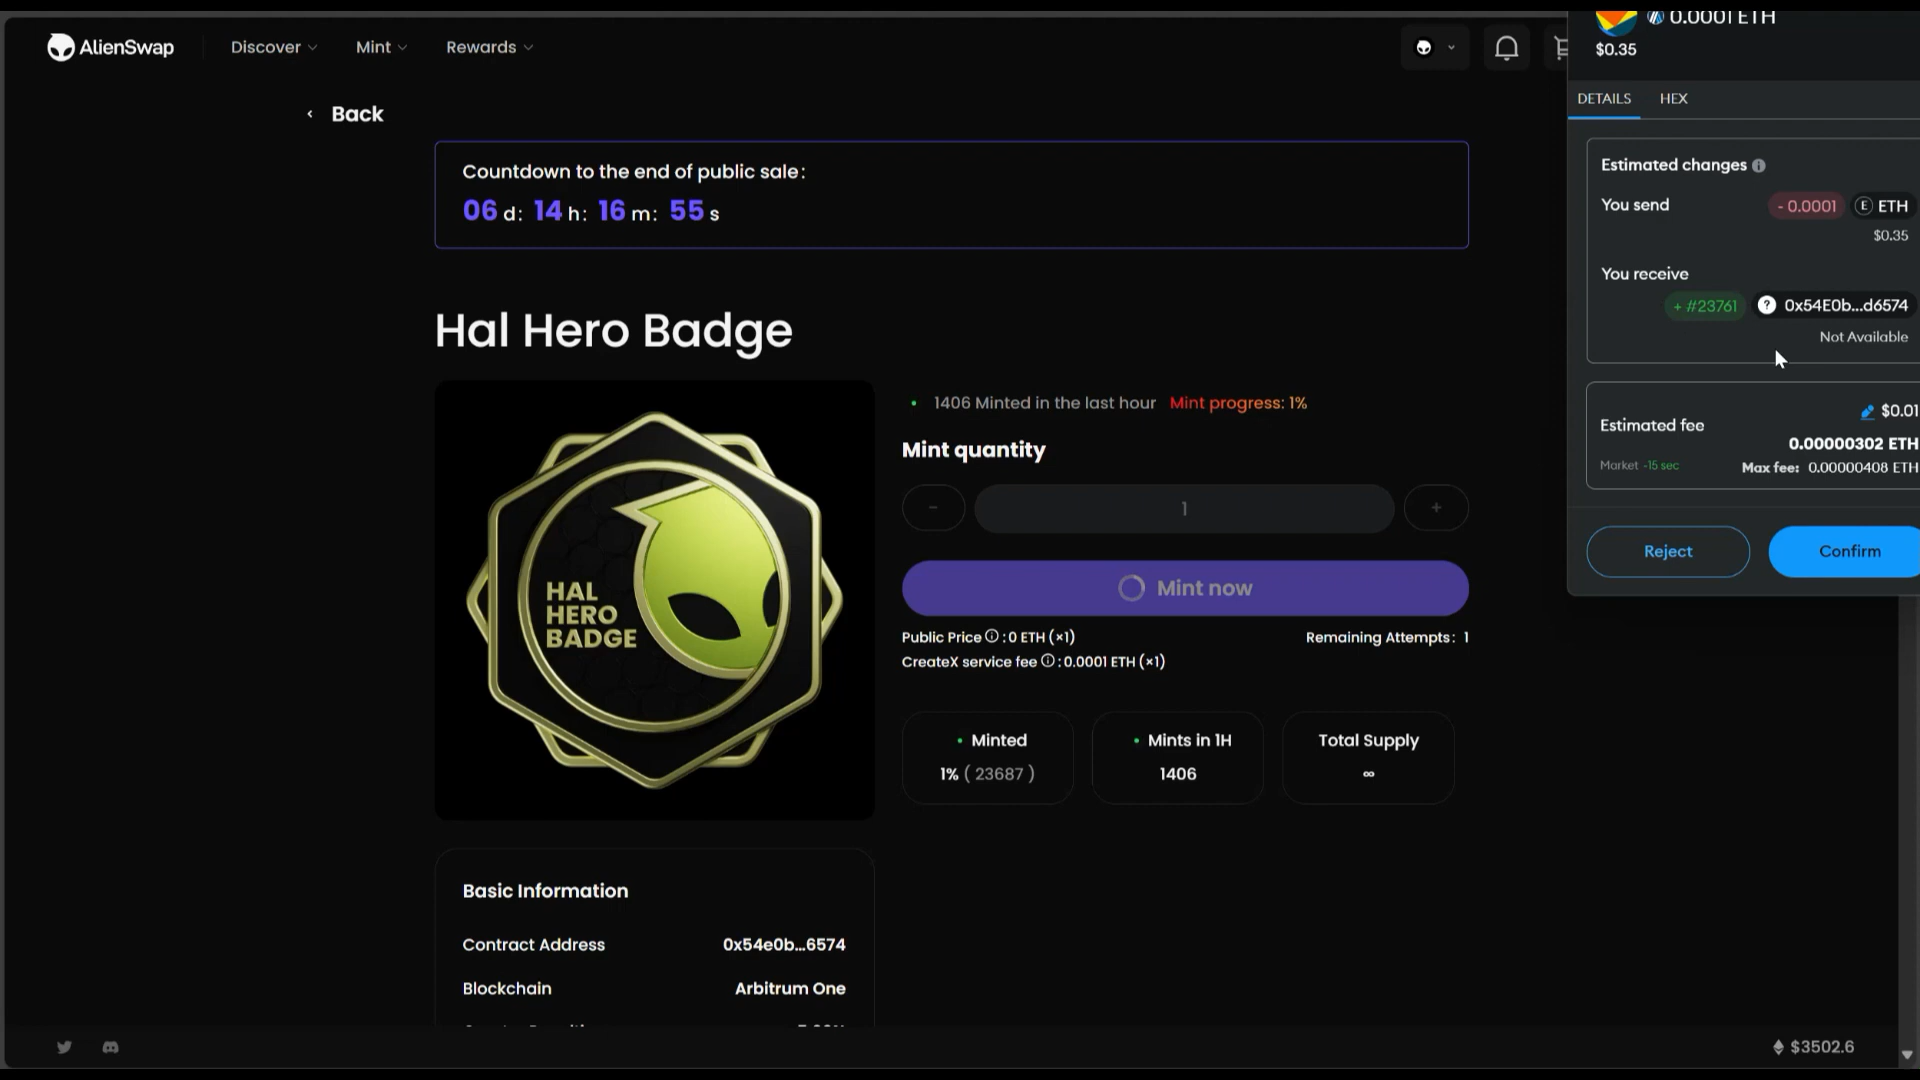 AlienSwap
Discover
Mint
Rewards
0.0001 ETH
$0.35
Back
DETAILS
HEX
Countdown to the end of public sale:
06 d: 14 h: 16 m: 55 s
Estimated changes
You send
- 0.0001
E ETH
$0.35
You receive
+ #23761
? 0x54E0b...d6574
Not Available
Hal Hero Badge
1406 Minted in the last hour
Mint progress: 1%
Mint quantity
- 1 +
Estimated fee
$0.01
0.00000302 ETH
Market ~15 sec
Max fee: 0.00000408 ETH
Reject
Confirm
HAL
HERO
BADGE
Mint now
Public Price : 0 ETH (×1)
Remaining Attempts: 1
CreateX service fee : 0.0001 ETH (×1)
Minted
1% ( 23687 )
Mints in 1H
1406
Total Supply
∞
Basic Information
Contract Address
0x54e0b...6574
Blockchain
Arbitrum One
$3502.6